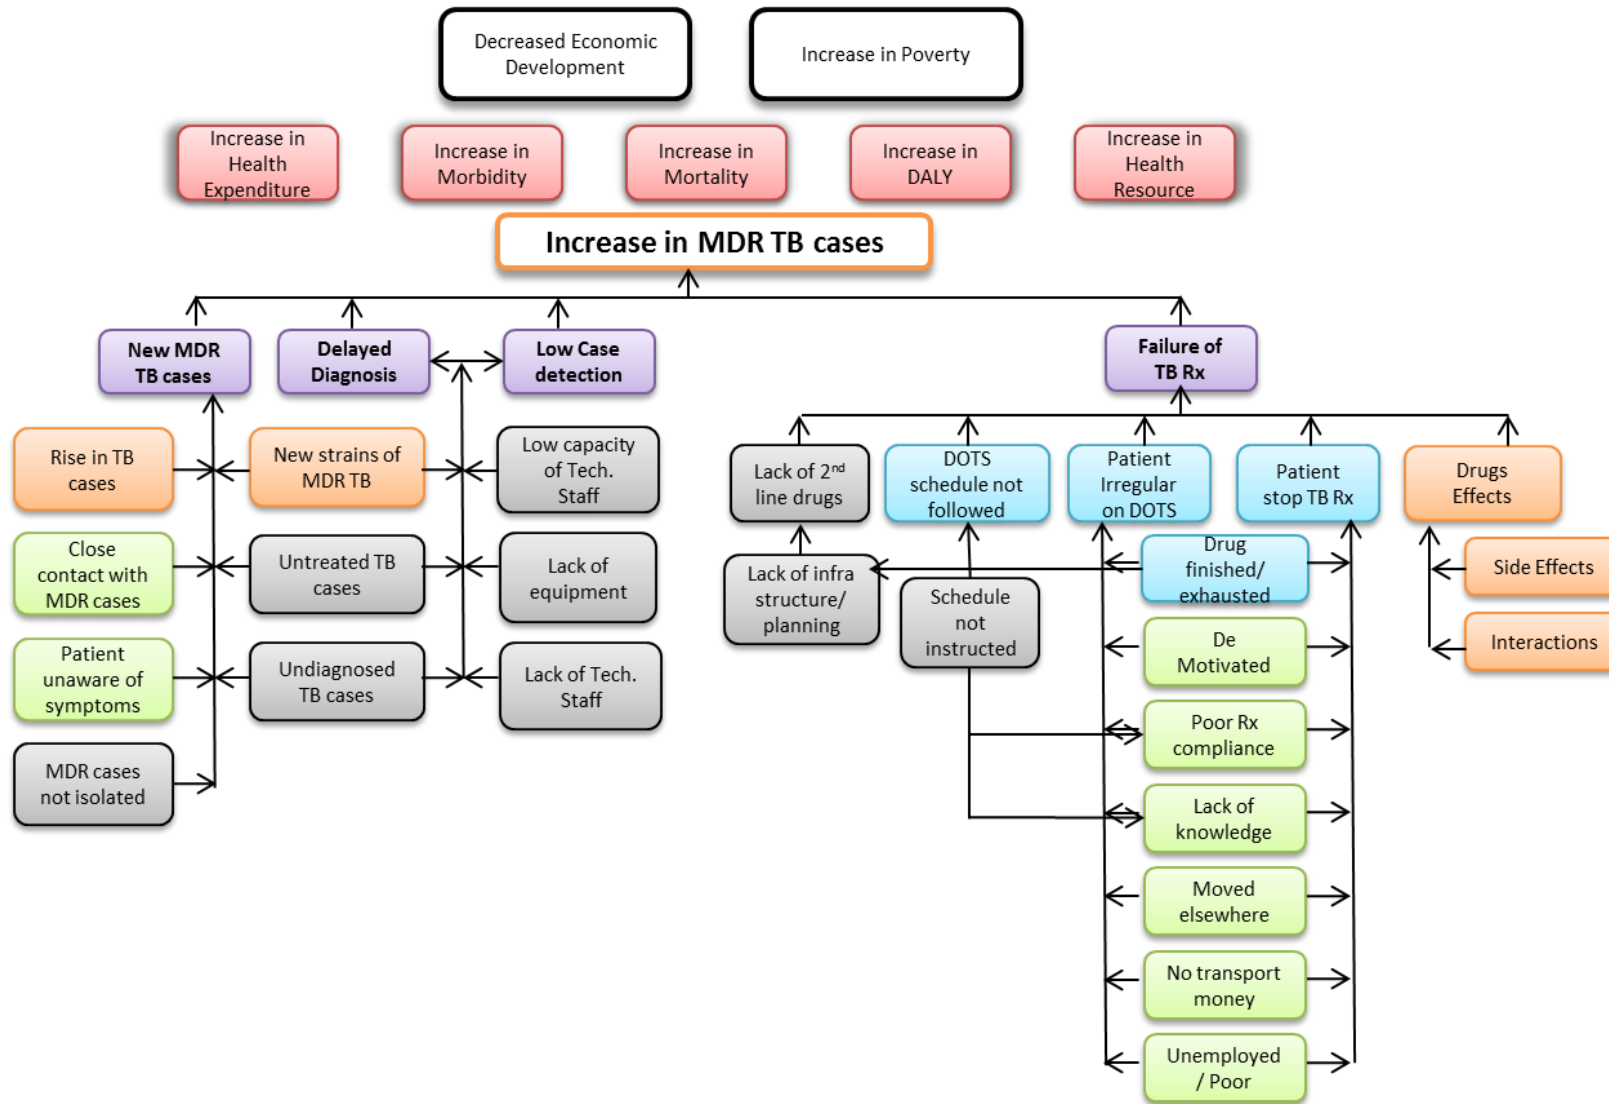 Decreased Economic
Development
Increase in Poverty
Increase in
Health
Expenditure
Increase in
Morbidity
Increase in
Mortality
Increase in
DALY
Increase in
Health
Resource
Increase in MDR TB cases
New MDR
TB cases
Delayed
Diagnosis
Low Case
detection
Failure of
TB Rx
Rise in TB
cases
New strains of
MDR TB
Low capacity
of Tech.
Staff
Lack of 2nd
line drugs
DOTS
schedule not
followed
Patient
Irregular
on DOTS
Patient
stop TB Rx
Drugs
Effects
Close
contact with
MDR cases
Untreated TB
cases
Lack of
equipment
Lack of infra
structure/
planning
Schedule
not
instructed
Drug
finished/
exhausted
Side Effects
Interactions
Patient
unaware of
symptoms
Undiagnosed
TB cases
Lack of Tech.
Staff
De
Motivated
MDR cases
not isolated
Poor Rx
compliance
Lack of
knowledge
Moved
elsewhere
No transport
money
Unemployed
/ Poor